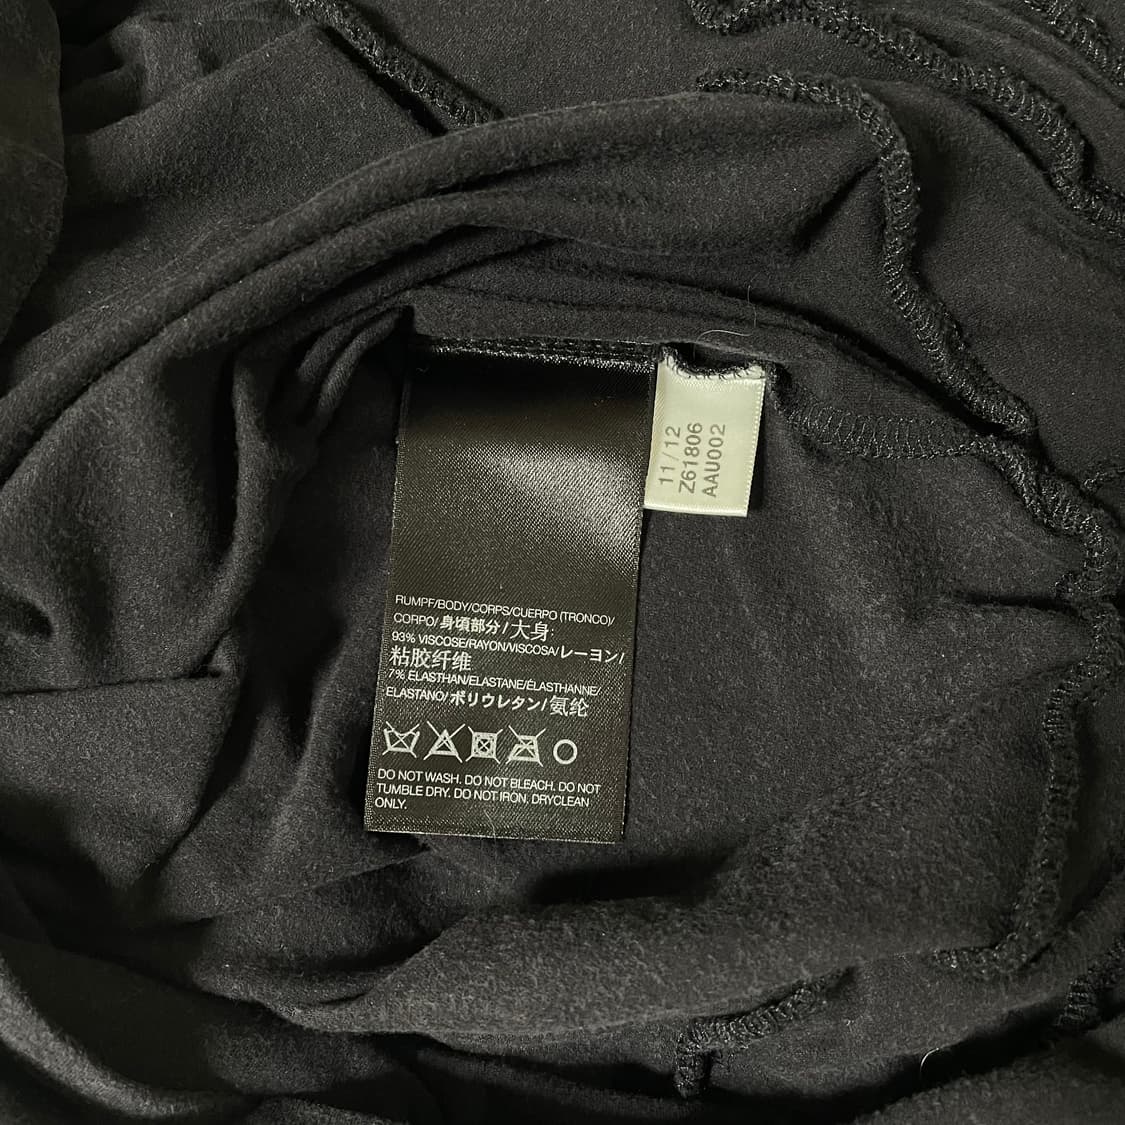 11/12
Z61806
AAU002
RUMPF/BODY/CORPS/CUERPO (TRONCO)/
CORPO/身頃部分/大身:
93% VISCOSE/RAYON/VISCOSA/レーヨン/
粘胶纤维
7% ELASTHAN/ELASTANE/ÉLASTHANNE/
ELASTANO/ポリウレタン/氨纶
DO NOT WASH. DO NOT BLEACH. DO NOT
TUMBLE DRY. DO NOT IRON. DRYCLEAN
ONLY.